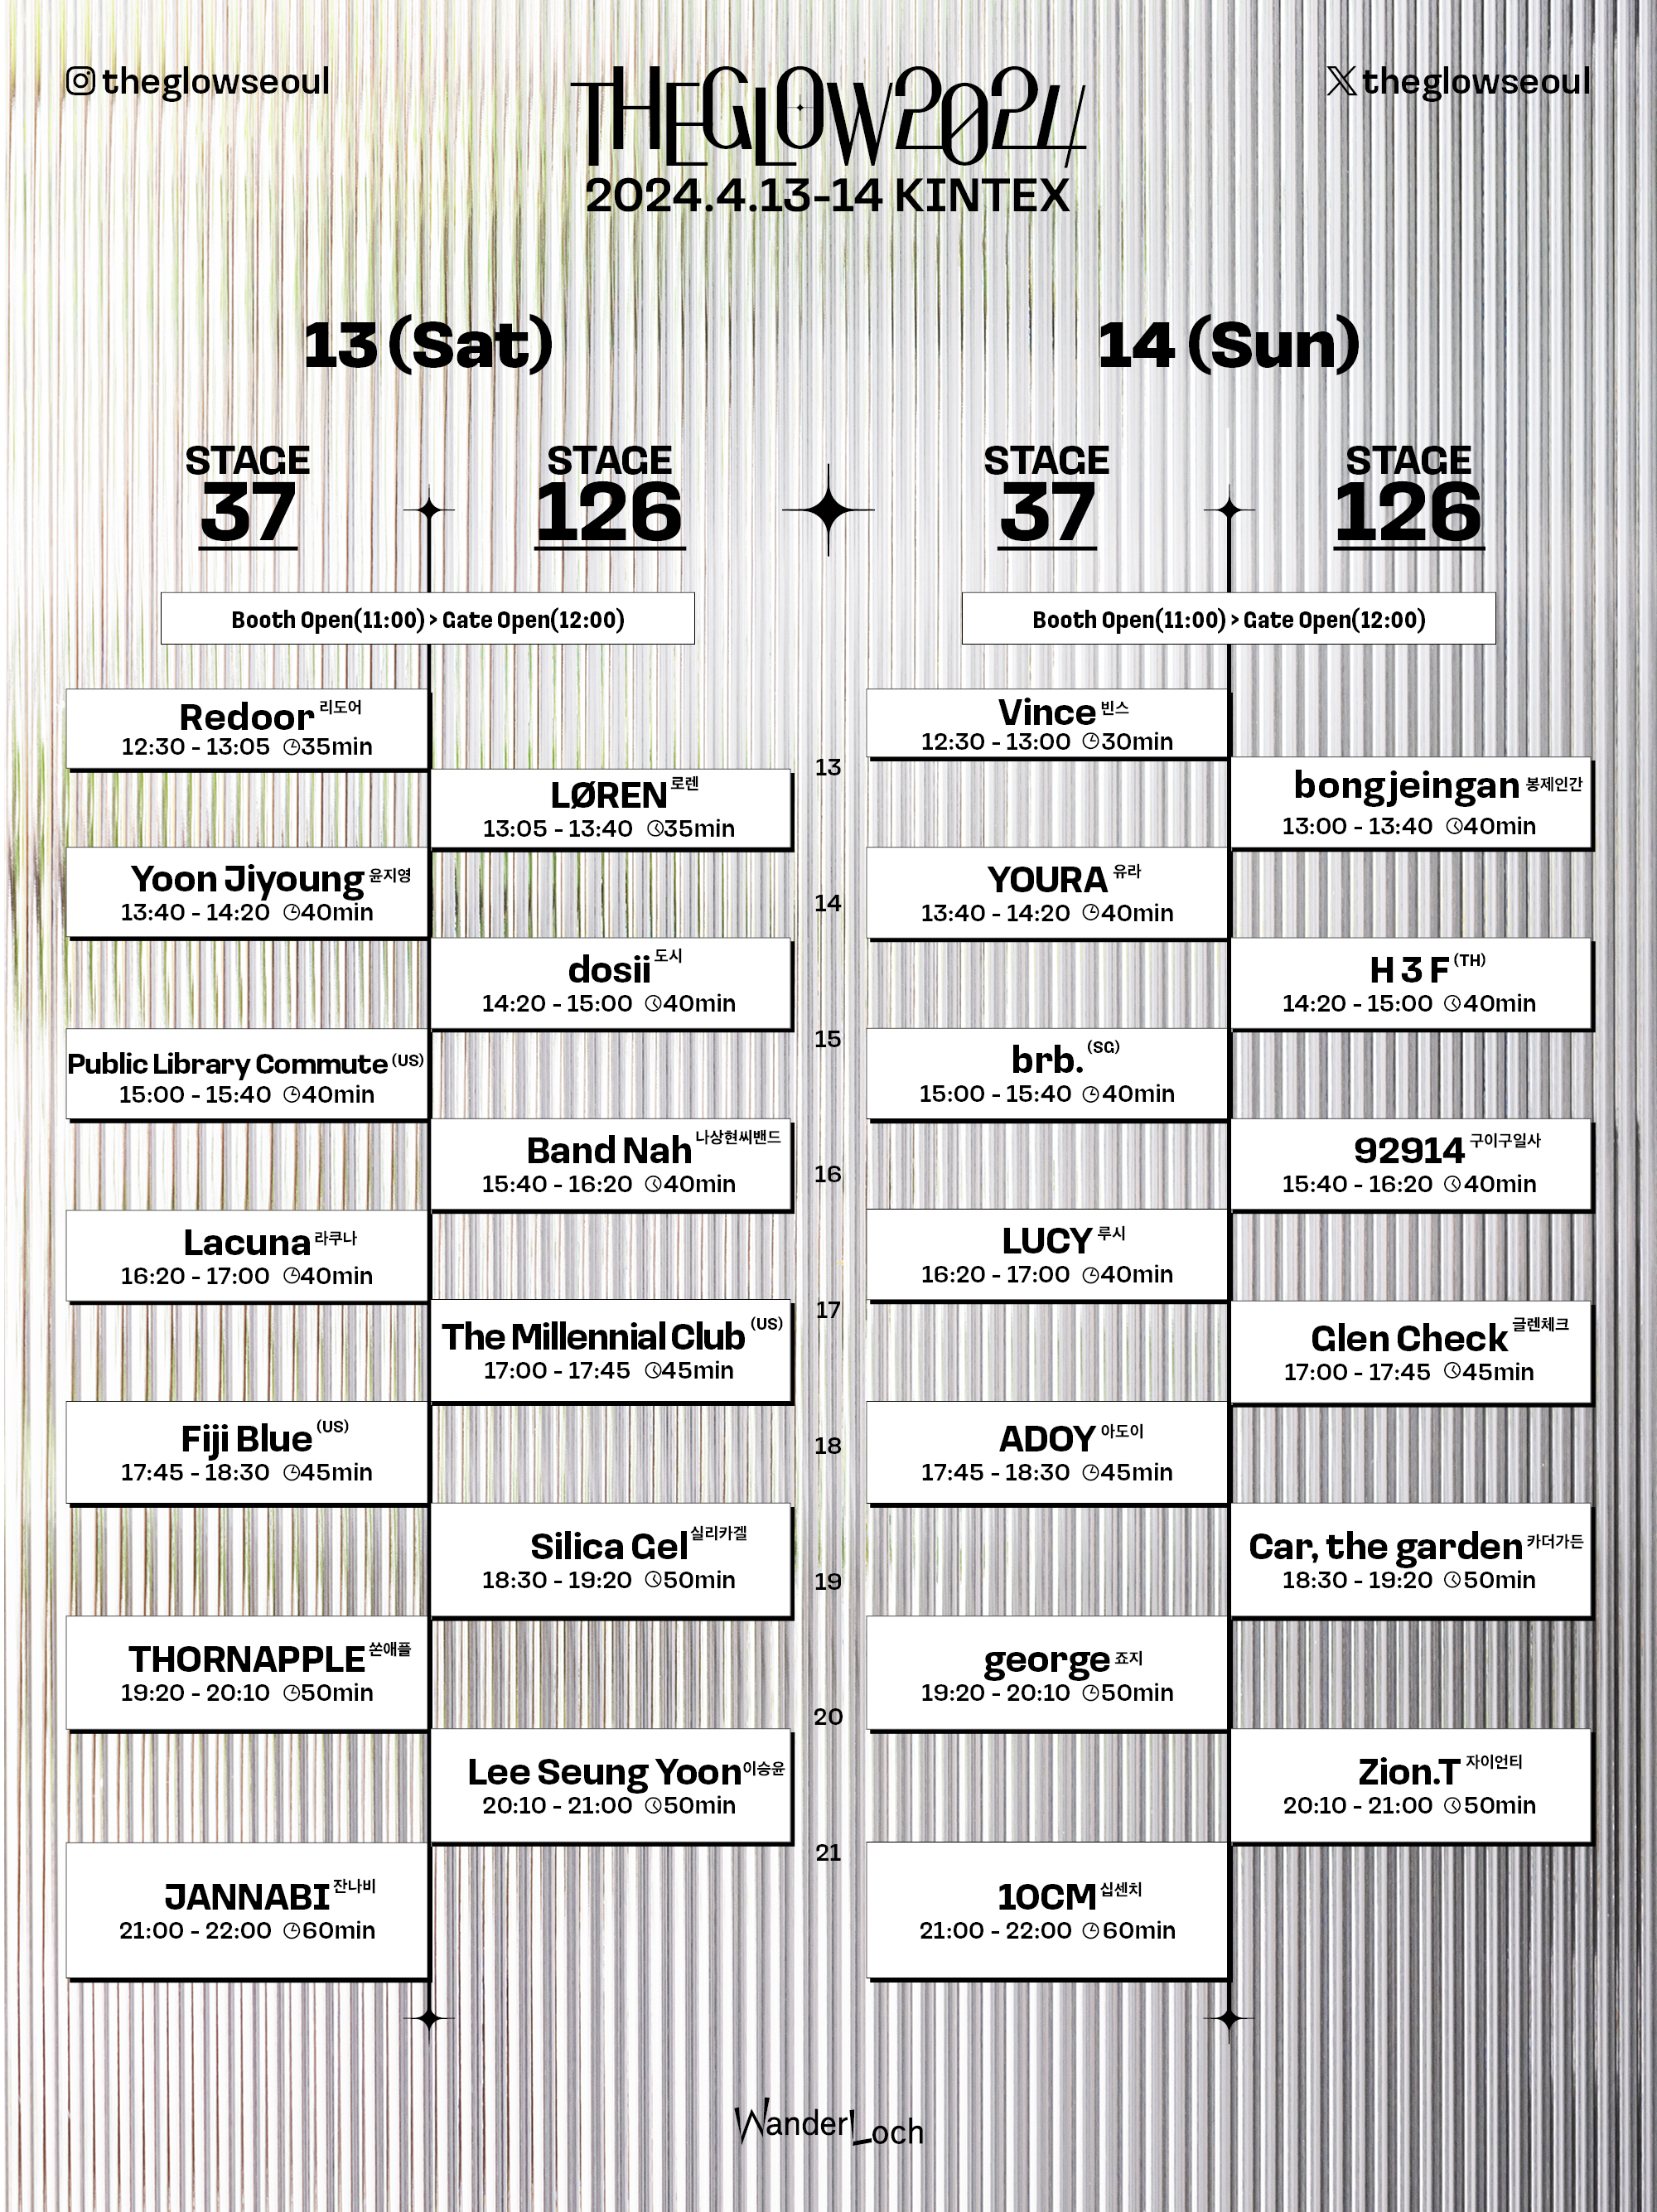 theglowseoul
THE GLOW 2024
theglowseoul
2024.4.13-14 KINTEX
13 (Sat)
STAGE
37
STAGE
126
Booth Open(11:00) > Gate Open(12:00)
Redoor 리도어
12:30 - 13:05 35min
LØREN 로렌
13:05 - 13:40 35min
Yoon Jiyoung 윤지영
13:40 - 14:20 40min
dosii 도시
14:20 - 15:00 40min
Public Library Commute (US)
15:00 - 15:40 40min
Band Nah 나상현씨밴드
15:40 - 16:20 40min
Lacuna 라쿠나
16:20 - 17:00 40min
The Millennial Club (US)
17:00 - 17:45 45min
Fiji Blue (US)
17:45 - 18:30 45min
Silica Gel 실리카겔
18:30 - 19:20 50min
THORNAPPLE 쏜애플
19:20 - 20:10 50min
Lee Seung Yoon 이승윤
20:10 - 21:00 50min
JANNABI 잔나비
21:00 - 22:00 60min
13
14
15
16
17
18
19
20
21
14 (Sun)
STAGE
37
STAGE
126
Booth Open(11:00) > Gate Open(12:00)
Vince 빈스
12:30 - 13:00 30min
bongjeingan 봉제인간
13:00 - 13:40 40min
YOURA 유라
13:40 - 14:20 40min
H 3 F (TH)
14:20 - 15:00 40min
brb. (SG)
15:00 - 15:40 40min
92914 구이구일사
15:40 - 16:20 40min
LUCY 루시
16:20 - 17:00 40min
Glen Check 글렌체크
17:00 - 17:45 45min
ADOY 아도이
17:45 - 18:30 45min
Car, the garden 카더가든
18:30 - 19:20 50min
george 죠지
19:20 - 20:10 50min
Zion.T 자이언티
20:10 - 21:00 50min
10CM 십센치
21:00 - 22:00 60min
WanderLoch